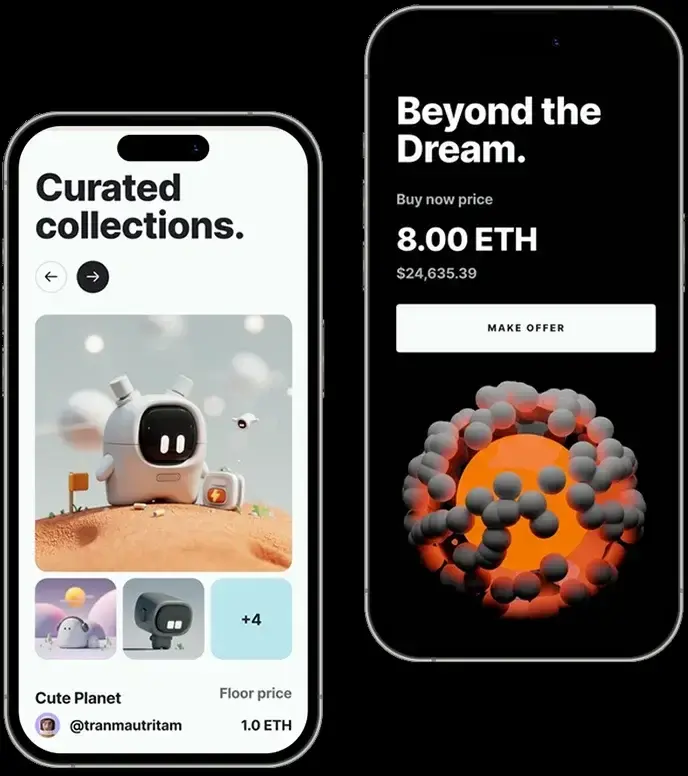 Curated
collections.
+4
Cute Planet
Floor price
@tranmautritam
1.0 ETH
Beyond the
Dream.
Buy now price
8.00 ETH
$24,635.39
MAKE OFFER